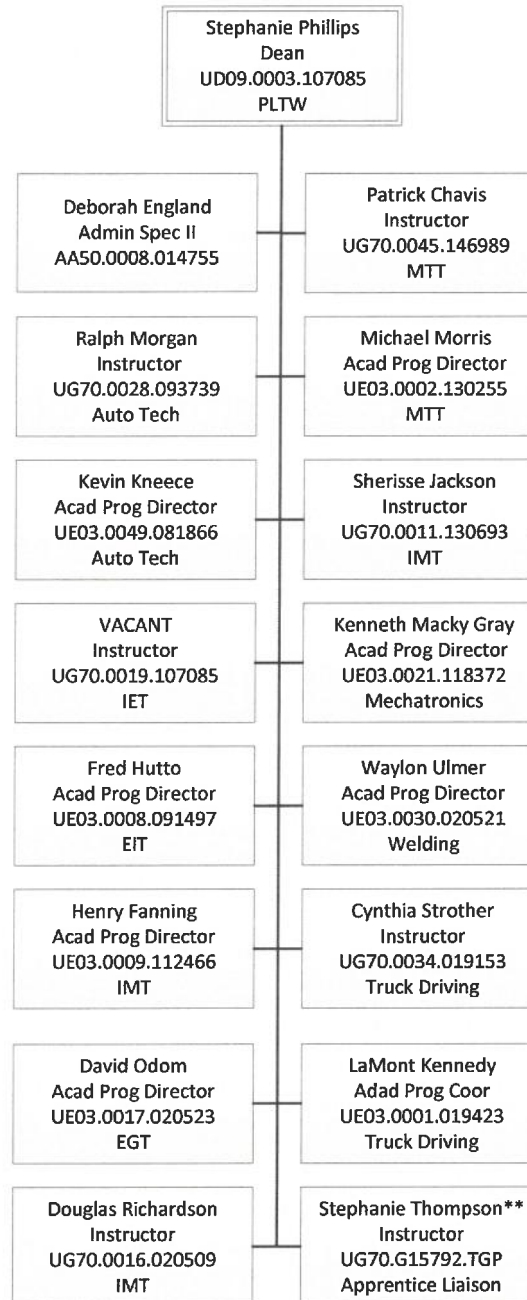 Stephanie Phillips
Dean
UD09.0003.107085
PLTW
Deborah England
Admin Spec II
AA50.0008.014755
Patrick Chavis
Instructor
UG70.0045.146989
MTT
Ralph Morgan
Instructor
UG70.0028.093739
Auto Tech
Michael Morris
Acad Prog Director
UE03.0002.130255
MTT
Kevin Kneece
Acad Prog Director
UE03.0049.081866
Auto Tech
Sherisse Jackson
Instructor
UG70.0011.130693
IMT
VACANT
Instructor
UG70.0019.107085
IET
Kenneth Macky Gray
Acad Prog Director
UE03.0021.118372
Mechatronics
Fred Hutto
Acad Prog Director
UE03.0008.091497
EIT
Waylon Ulmer
Acad Prog Director
UE03.0030.020521
Welding
Henry Fanning
Acad Prog Director
UE03.0009.112466
IMT
Cynthia Strother
Instructor
UG70.0034.019153
Truck Driving
David Odom
Acad Prog Director
UE03.0017.020523
EGT
LaMont Kennedy
Adad Prog Coor
UE03.0001.019423
Truck Driving
Douglas Richardson
Instructor
UG70.0016.020509
IMT
Stephanie Thompson**
Instructor
UG70.G15792.TGP
Apprentice Liaison